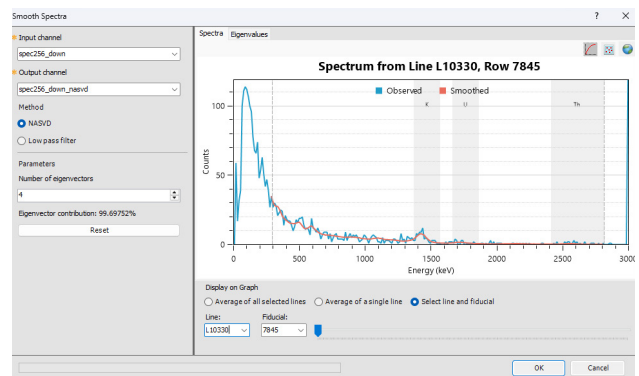 Smooth Spectra
? ×
Input channel
spec256_down
Output channel
spec256_down_nasvd
Method
NASVD
Low pass filter
Parameters
Number of eigenvectors
4
Eigenvector contribution: 99.69752%
Reset
Spectra Eigenvalues
Spectrum from Line L10330, Row 7845
Observed Smoothed
K U Th
Counts
100
50
0
0 500 1000 1500 2000 2500 3000
Energy (keV)
Display on Graph
Average of all selected lines Average of a single line Select line and fiducial
Line: Fiducial:
L10330 7845
OK Cancel